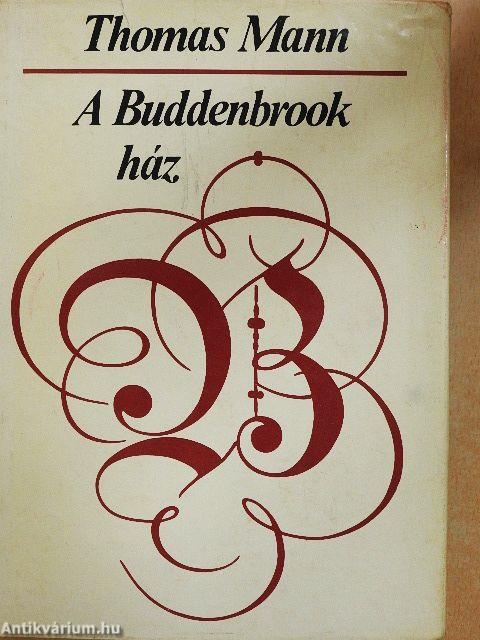 Thomas Mann
A Buddenbrook
ház
B
Antikvárium.hu